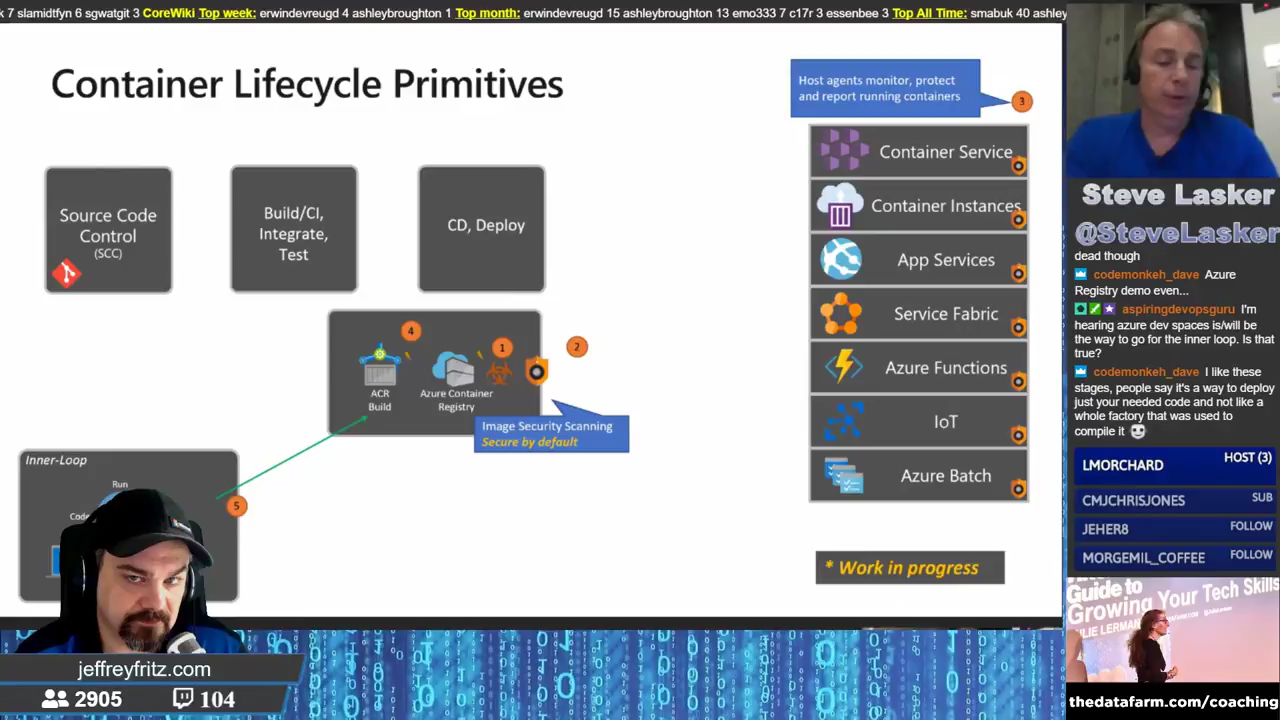 k 7 slamidtfyn 6 sgwatgit 3 CoreWiki Top week: erwindevreugd 4 ashleybroughton 1 Top month: erwindevreugd 15 ashleybroughton 13 emo333 7 c17r 3 essenbee 3 Top All Time: smabuk 40 ashley
Container Lifecycle Primitives
Host agents monitor, protect
and report running containers
3
Source Code
Control
(SCC)
Build/CI,
Integrate,
Test
CD, Deploy
4
1
2
ACR
Build
Azure Container
Registry
Image Security Scanning
Secure by default
Inner-Loop
Run
Code
5
Container Service
Container Instances
App Services
Service Fabric
Azure Functions
IoT
Azure Batch
* Work in progress
Steve Lasker
@SteveLasker
dead though
codemonkeh_dave Azure
Registry demo even...
aspiringdevopsguru I'm
hearing azure dev spaces is/will be
the way to go for the inner loop. Is that
true?
codemonkeh_dave I like these
stages, people say it's a way to deploy
just your needed code and not like a
whole factory that was used to
compile it
LMORCHARD HOST (3)
CMJCHRISJONES SUB
JEHER8 FOLLOW
MORGEMIL_COFFEE FOLLOW
Guide to
Growing Your Tech Skills
LIE LERMAN
thedatafarm.com/coaching
jeffreyfritz.com
2905 104